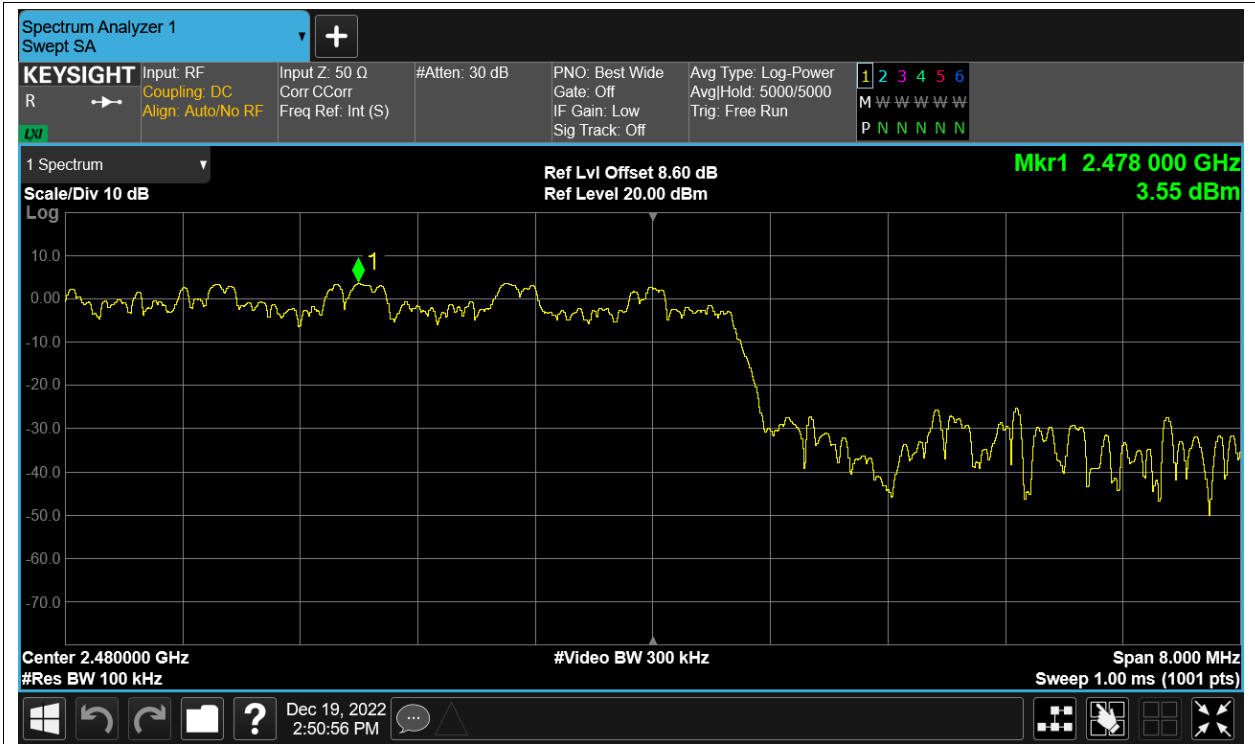 Spectrum Analyzer 1
Swept SA
+
KEYSIGHT
R
LXI
Input: RF
Coupling: DC
Align: Auto/No RF
Input Z: 50 Ω
Corr CCorr
Freq Ref: Int (S)
#Atten: 30 dB
PNO: Best Wide
Gate: Off
IF Gain: Low
Sig Track: Off
Avg Type: Log-Power
Avg|Hold: 5000/5000
Trig: Free Run
1 2 3 4 5 6
M W W W W W
P N N N N N
1 Spectrum
Scale/Div 10 dB
Ref Lvl Offset 8.60 dB
Ref Level 20.00 dBm
Mkr1 2.478 000 GHz
3.55 dBm
Log
10.0
0.00
-10.0
-20.0
-30.0
-40.0
-50.0
-60.0
-70.0
1
Center 2.480000 GHz
#Video BW 300 kHz
Span 8.000 MHz
#Res BW 100 kHz
Sweep 1.00 ms (1001 pts)
?
Dec 19, 2022
2:50:56 PM